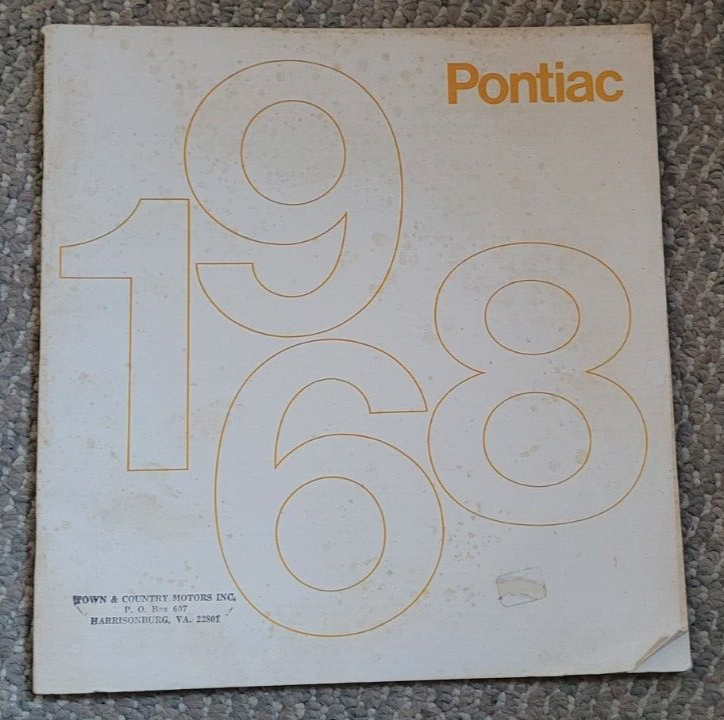 Pontiac
1968
TOWN & COUNTRY MOTORS INC.
P. O. Box 607
HARRISONBURG, VA. 22801